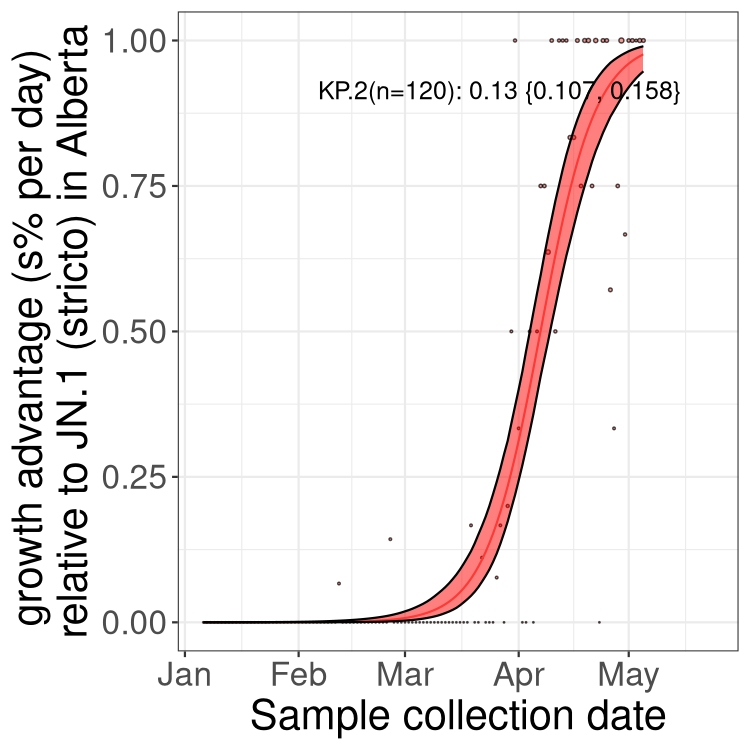 growth advantage (s% per day)
relative to JN.1 (stricto) in Alberta
1.00
0.75
0.50
0.25
0.00
KP.2(n=120): 0.13 {0.107, 0.158}
Jan Feb Mar Apr May
Sample collection date